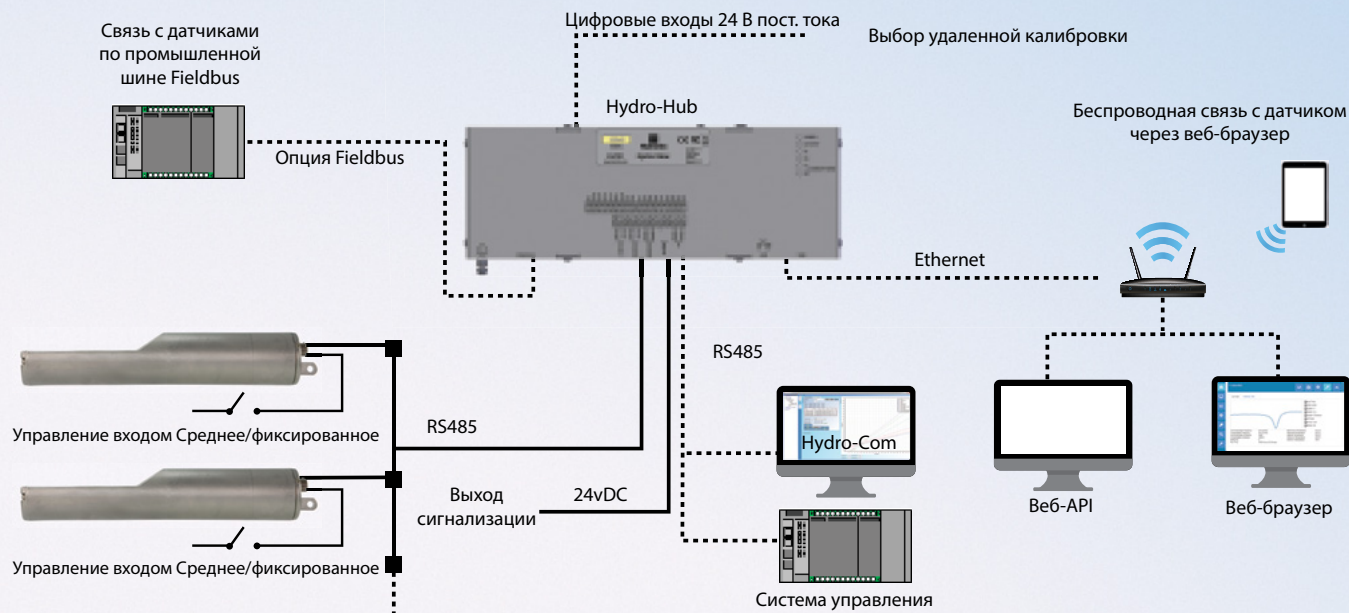 Связь с датчиками
по промышленной
шине Fieldbus
Цифровые входы 24 В пост. тока
Выбор удаленной калибровки
Hydro-Hub
Беспроводная связь с датчиком
через веб-браузер
Опция Fieldbus
Ethernet
RS485
Управление входом Среднее/фиксированное
RS485
Hydro-Com
Выход
сигнализации
24vDC
Веб-API
Веб-браузер
Управление входом Среднее/фиксированное
Система управления